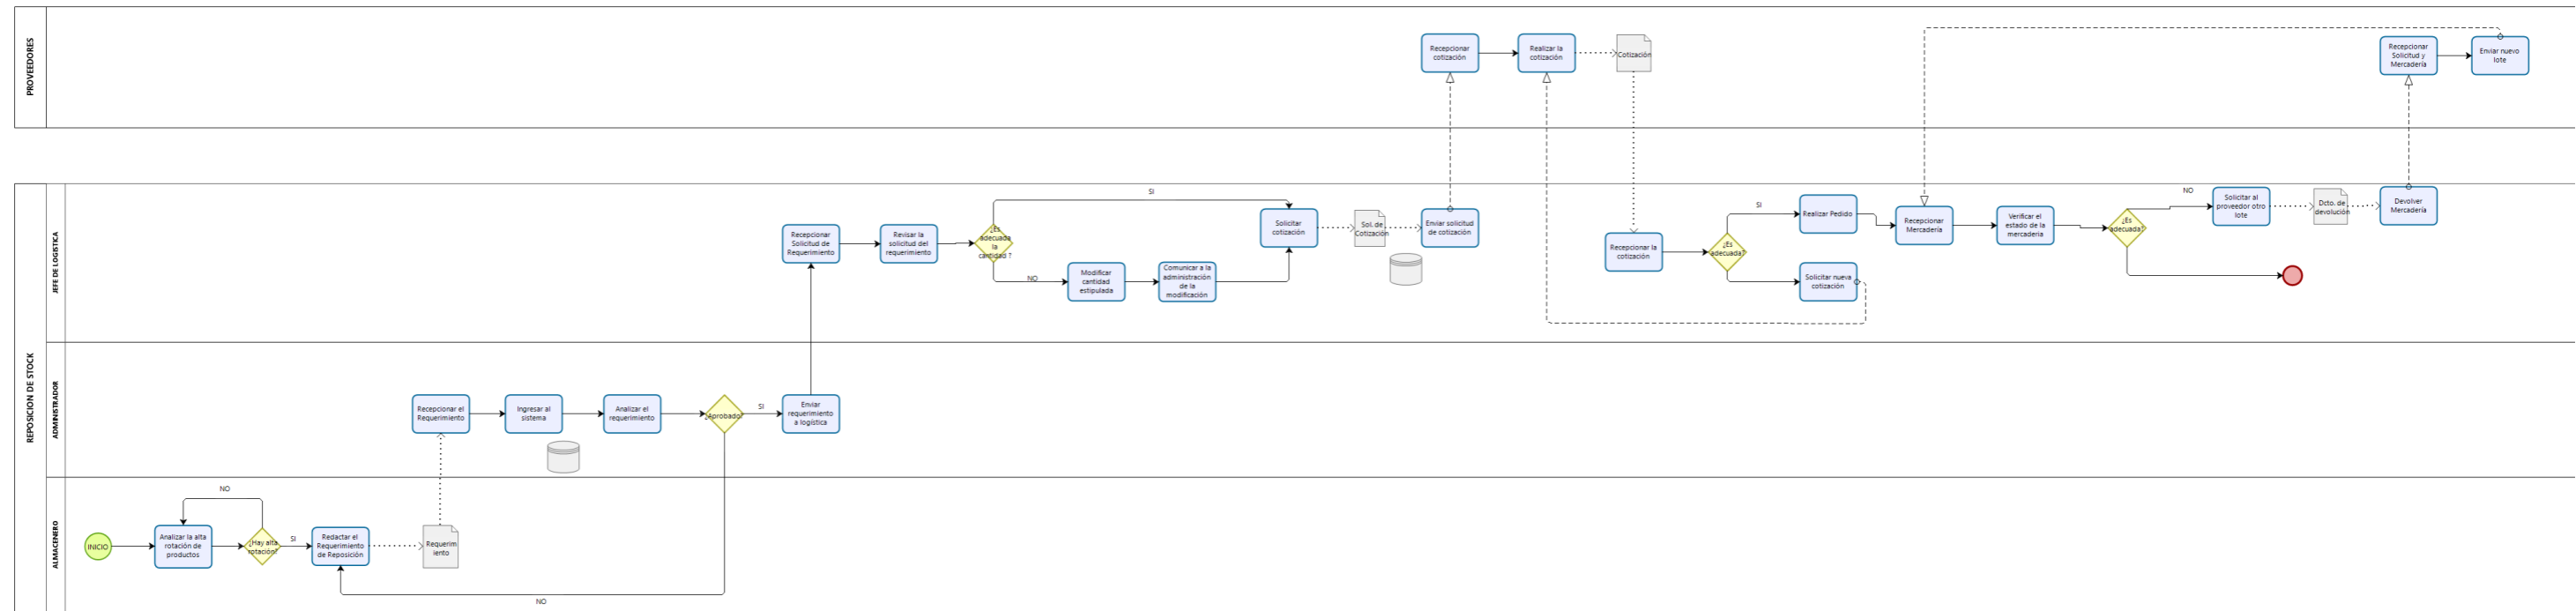 PROVEEDORES
Recepcionar
cotización
Realizar la
cotización
Cotización
Recepcionar
Solicitud y
Mercadería
Enviar nuevo
lote
REPOSICION DE STOCK
JEFE DE LOGISTICA
Recepcionar
Solicitud de
Requerimiento
Revisar la
solicitud del
requerimiento
¿Es
adecuada
la
cantidad ?
SI
NO
Modificar
cantidad
estipulada
Comunicar a la
administración
de la
modificación
Solicitar
cotización
Sol. de
Cotización
Enviar solicitud
de cotización
Recepcionar la
cotización
¿Es
adecuada?
SI
Realizar Pedido
Solicitar nueva
cotización
Recepcionar
Mercadería
Verificar el
estado de la
mercaderia
¿Es
adecuada?
NO
Solicitar al
proveedor otro
lote
Dcto. de
devolución
Devolver
Mercadería
ADMINISTRADOR
Recepcionar el
Requerimiento
Ingresar al
sistema
Analizar el
requerimiento
¿Aprobado?
SI
Enviar
requerimiento
a logística
ALMACENERO
INICIO
NO
Analizar la alta
rotación de
productos
¿Hay alta
rotación?
SI
Redactar el
Requerimiento
de Reposición
Requerim
iento
NO